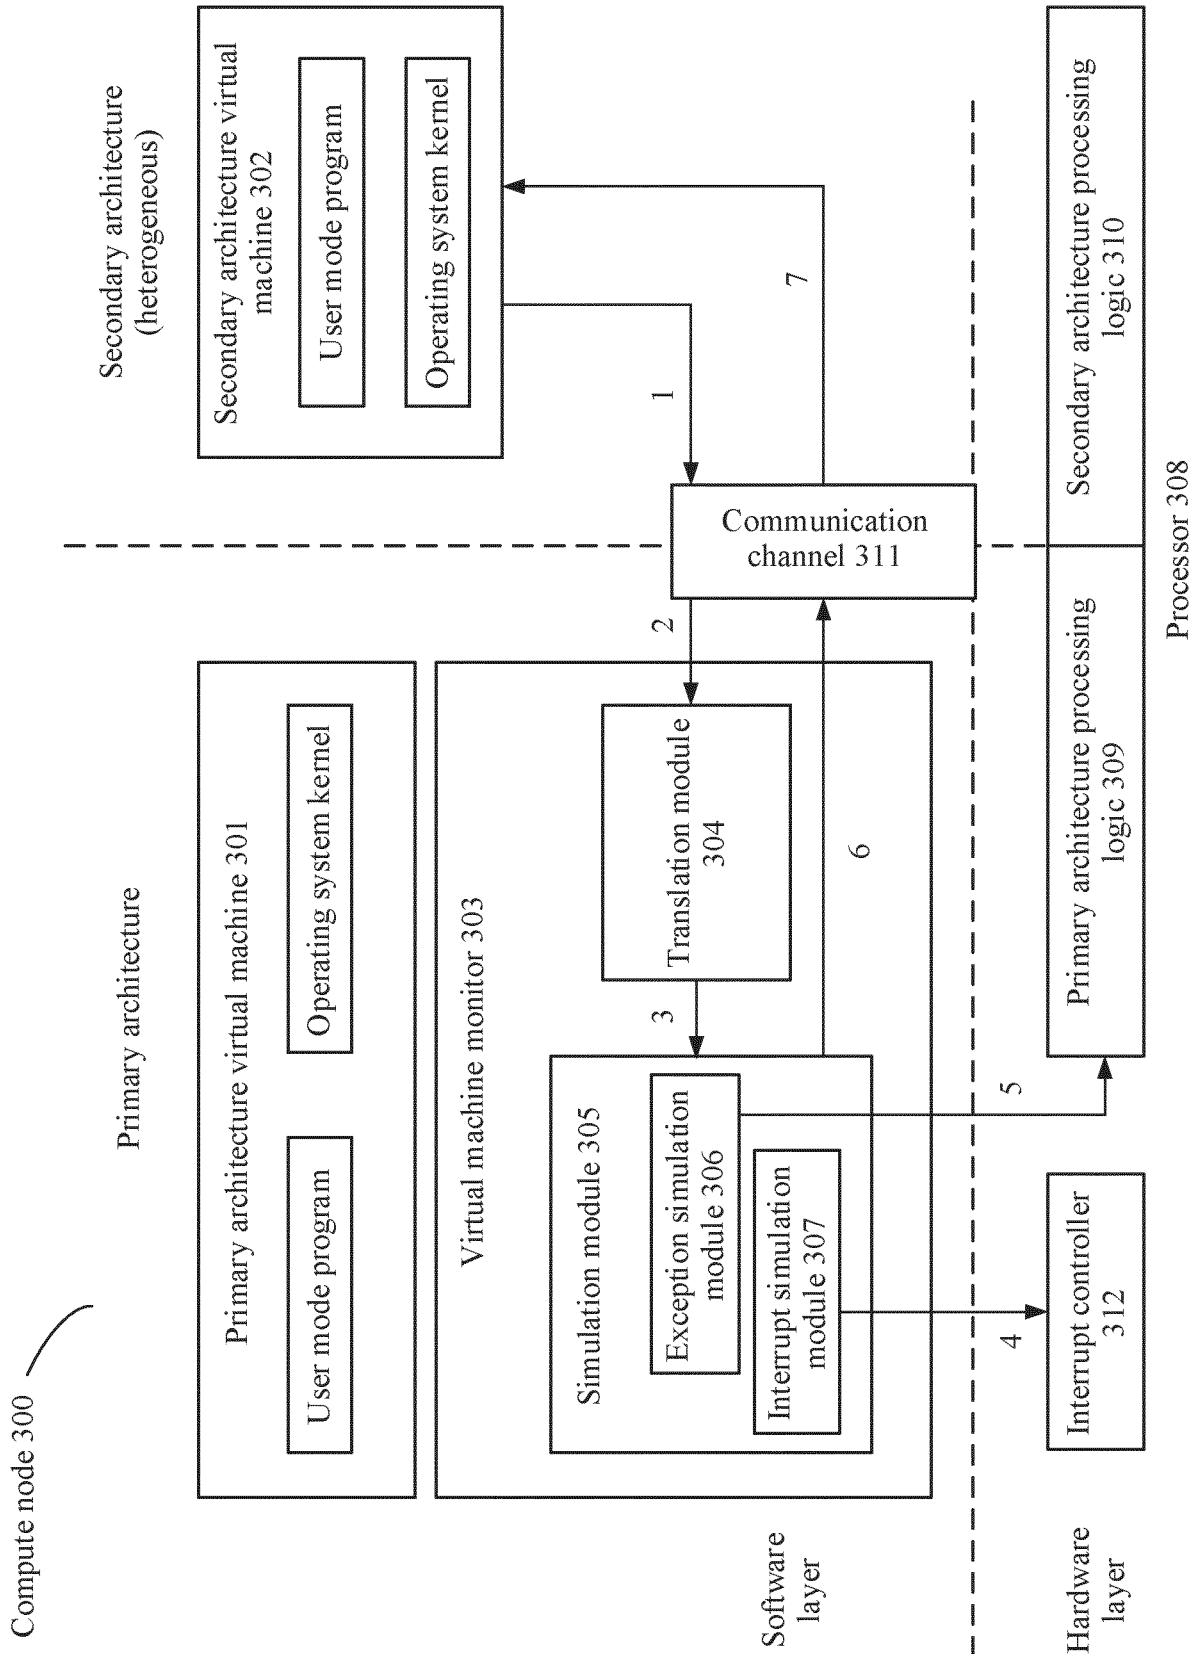 Compute node 300
Primary architecture
Secondary architecture
(heterogeneous)
Primary architecture virtual machine 301
User mode program
Operating system kernel
Secondary architecture virtual
machine 302
User mode program
Operating system kernel
Virtual machine monitor 303
Simulation module 305
Exception simulation
module 306
Interrupt simulation
module 307
3
Translation module
304
2
1
Communication
channel 311
6
7
Software
layer
4
5
Hardware
layer
Interrupt controller
312
Primary architecture processing
logic 309
Secondary architecture processing
logic 310
Processor 308